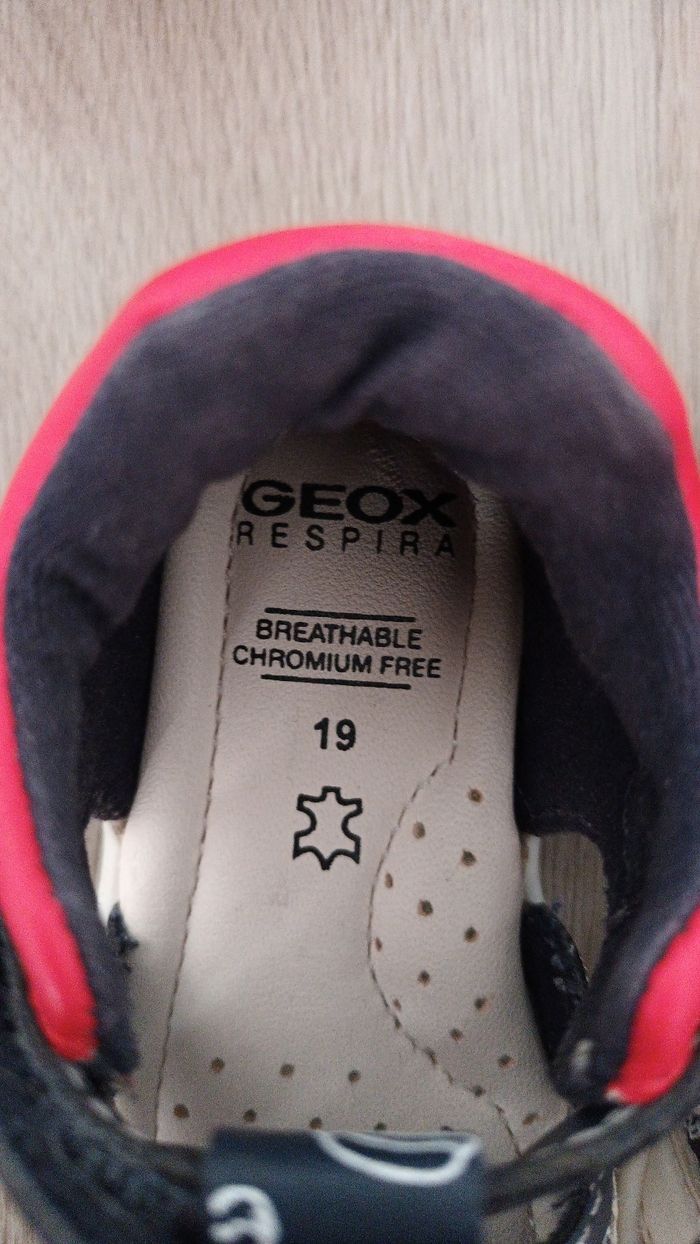 GEOX
RESPIRA
BREATHABLE
CHROMIUM FREE
19